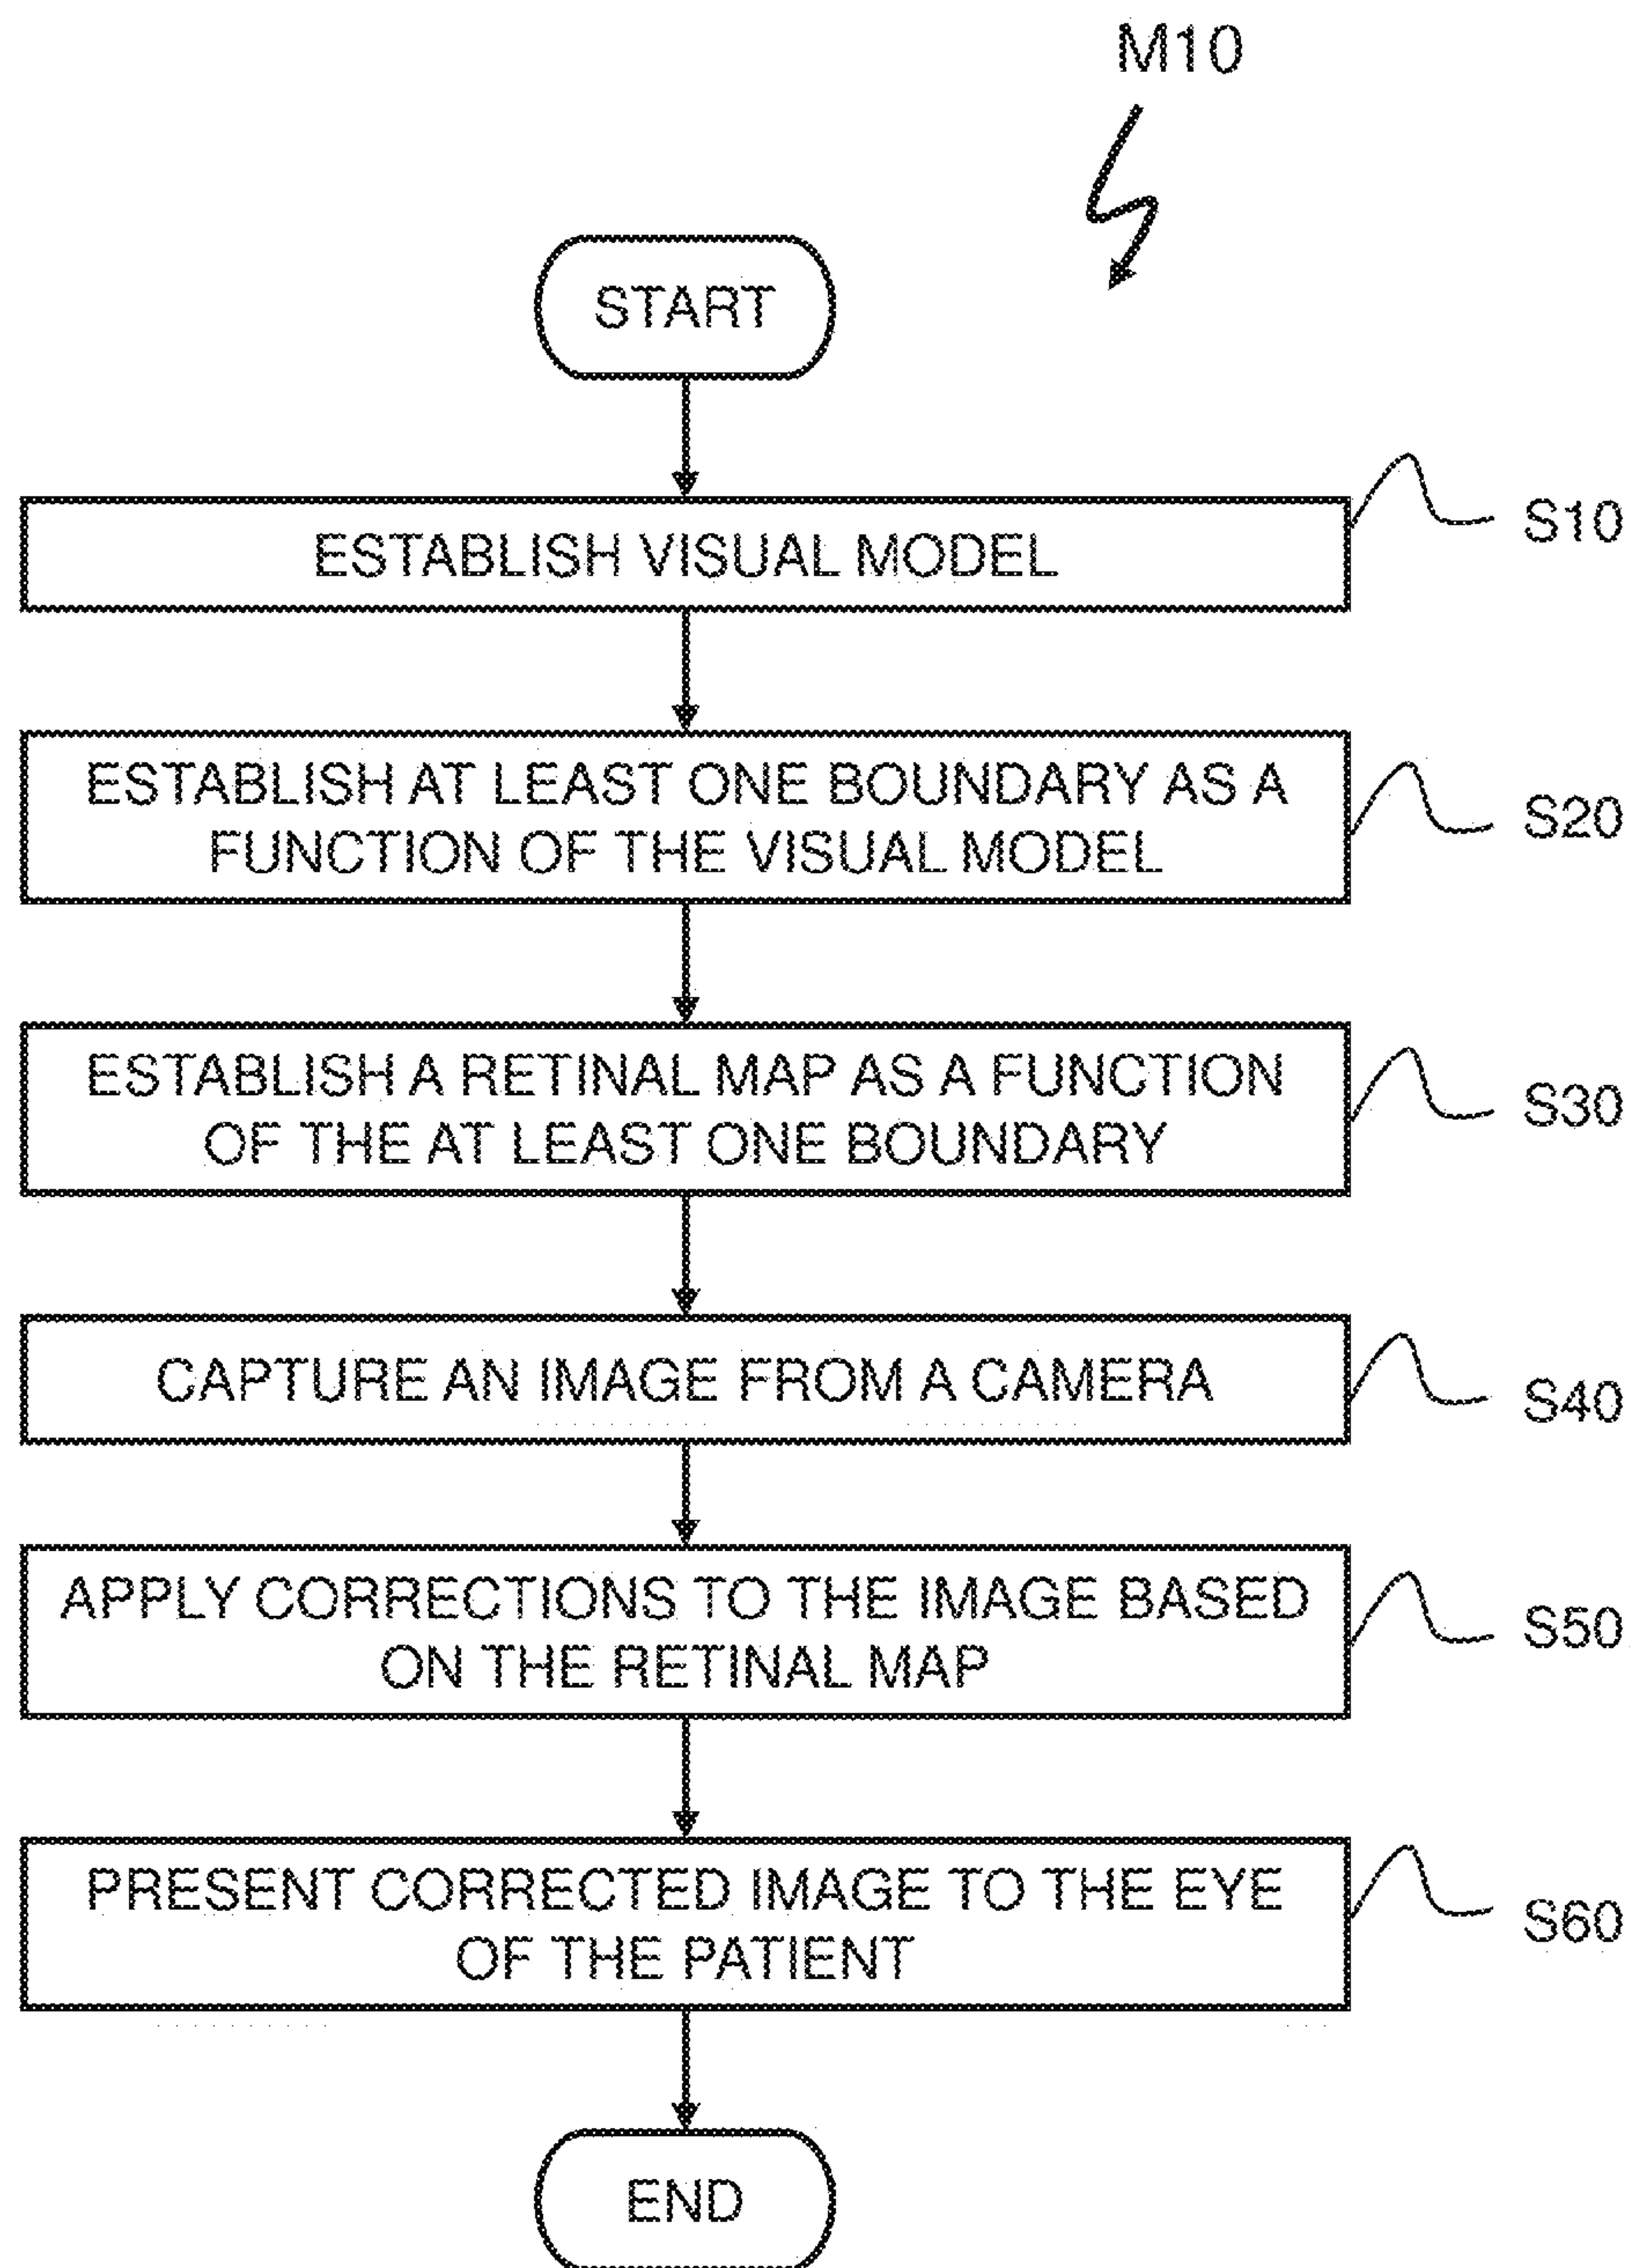 M10
START
ESTABLISH VISUAL MODEL
S10
ESTABLISH AT LEAST ONE BOUNDARY AS A
FUNCTION OF THE VISUAL MODEL
S20
ESTABLISH A RETINAL MAP AS A FUNCTION
OF THE AT LEAST ONE BOUNDARY
S30
CAPTURE AN IMAGE FROM A CAMERA
S40
APPLY CORRECTIONS TO THE IMAGE BASED
ON THE RETINAL MAP
S50
PRESENT CORRECTED IMAGE TO THE EYE
OF THE PATIENT
S60
END